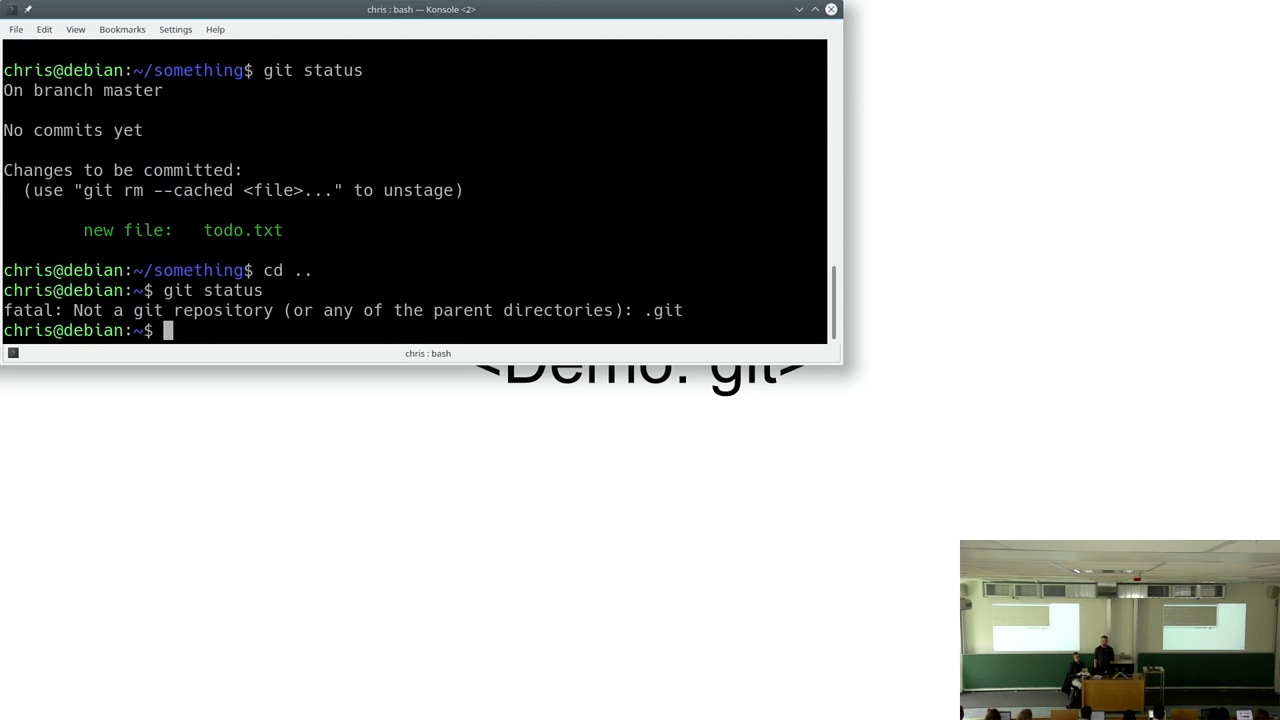 chris : bash — Konsole <2>
File Edit View Bookmarks Settings Help
chris@debian:~/something$ git status
On branch master
No commits yet
Changes to be committed:
(use "git rm --cached <file>..." to unstage)
new file: todo.txt
chris@debian:~/something$ cd ..
chris@debian:~$ git status
fatal: Not a git repository (or any of the parent directories): .git
chris@debian:~$
chris : bash
<Demo: git>